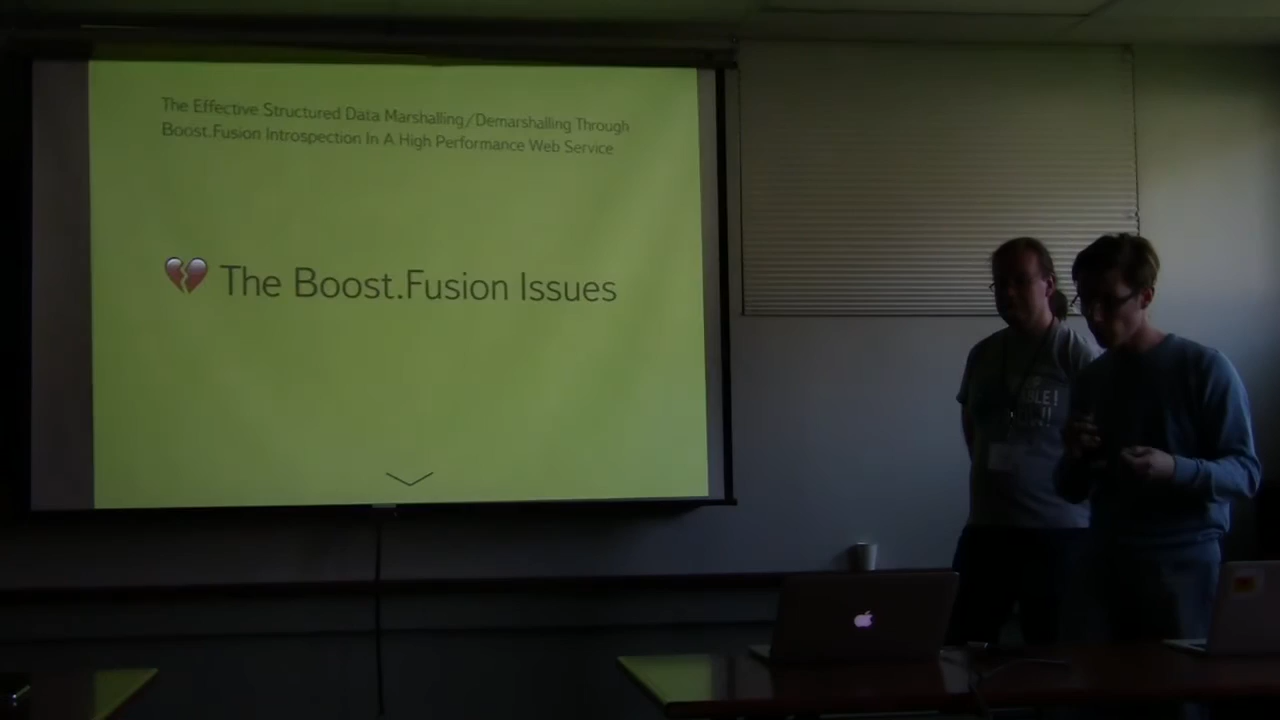 The Effective Structured Data Marshalling/Demarshalling Through
Boost.Fusion Introspection In A High Performance Web Service
💔 The Boost.Fusion Issues